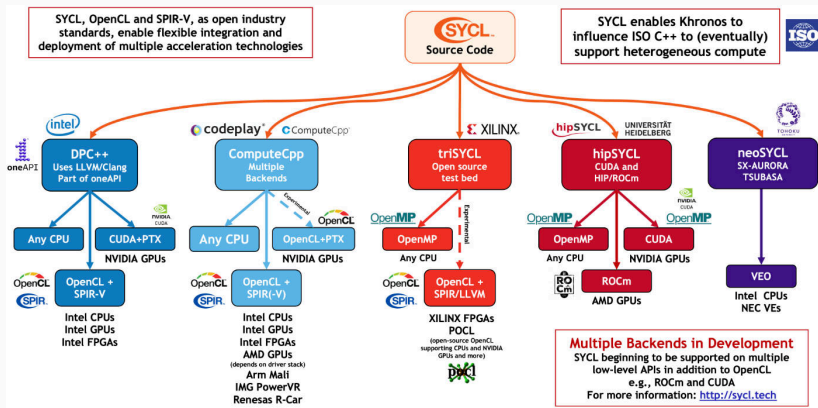 SYCL, OpenCL and SPIR-V, as open industry
standards, enable flexible integration and
deployment of multiple acceleration technologies
SYCL™
Source Code
SYCL enables Khronos to
influence ISO C++ to (eventually)
support heterogeneous compute
ISO
intel
oneAPI
DPC++
Uses LLVM/Clang
Part of oneAPI
Any CPU
NVIDIA.
CUDA
CUDA+PTX
NVIDIA GPUs
OpenCL
SPIR
OpenCL +
SPIR-V
Intel CPUs
Intel GPUs
Intel FPGAs
codeplay®
ComputeCpp™
ComputeCpp
Multiple
Backends
Experimental
Any CPU
OpenCL
OpenCL+PTX
NVIDIA GPUs
OpenCL
SPIR
OpenCL +
SPIR(-V)
Intel CPUs
Intel GPUs
Intel FPGAs
AMD GPUs
(depends on driver stack)
Arm Mali
IMG PowerVR
Renesas R-Car
XILINX®
triSYCL
Open source
test bed
Experimental
OpenMP
OpenMP
Any CPU
OpenCL
SPIR
OpenCL +
SPIR/LLVM
XILINX FPGAs
POCL
(open-source OpenCL
supporting CPUs and NVIDIA
GPUs and more)
pocl
hipSYCL
UNIVERSITÄT
HEIDELBERG
hipSYCL
CUDA and
HIP/ROCm
OpenMP
OpenMP
Any CPU
NVIDIA.
CUDA
OpenMP
CUDA
NVIDIA GPUs
ROCm
ROCm
AMD GPUs
TOHOKU
neoSYCL
SX-AURORA
TSUBASA
VEO
Intel CPUs
NEC VEs
Multiple Backends in Development
SYCL beginning to be supported on multiple
low-level APIs in addition to OpenCL
e.g., ROCm and CUDA
For more information: http://sycl.tech